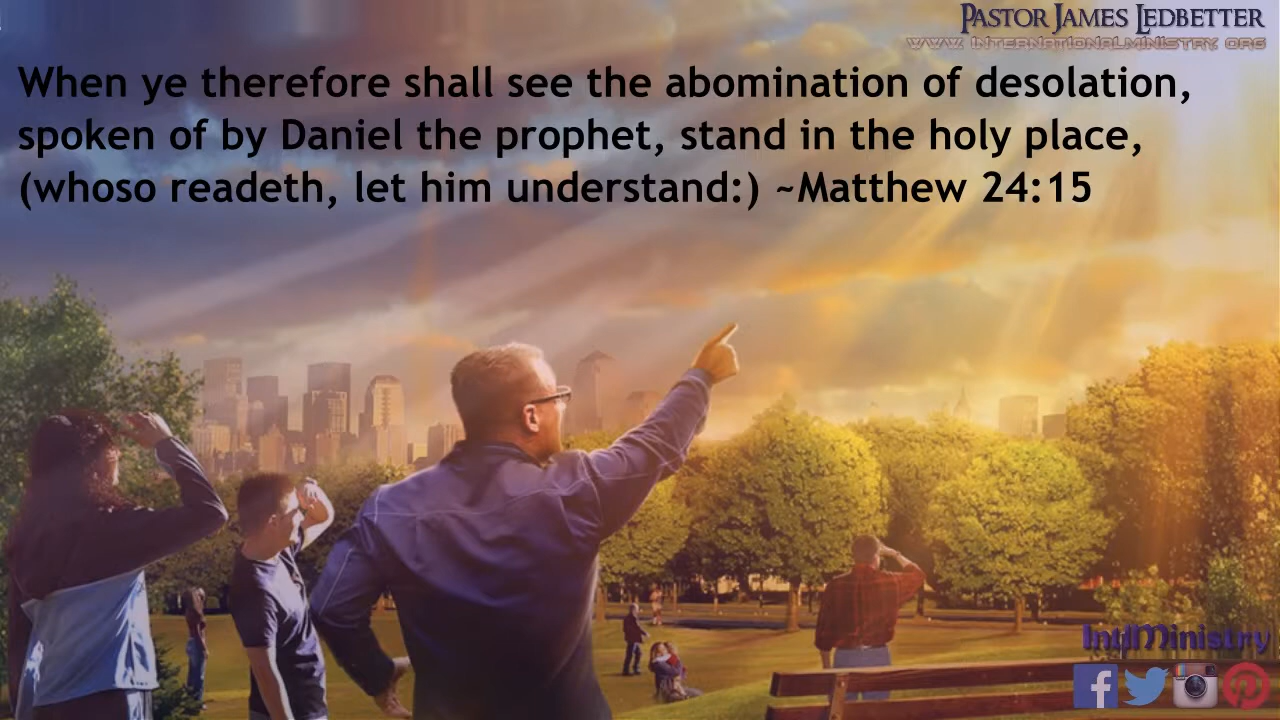 PASTOR JAMES LEDBETTER
WWW.INTERNATIONALMINISTRY.ORG
When ye therefore shall see the abomination of desolation,
spoken of by Daniel the prophet, stand in the holy place,
(whoso readeth, let him understand:) ~Matthew 24:15
IntlMinistry